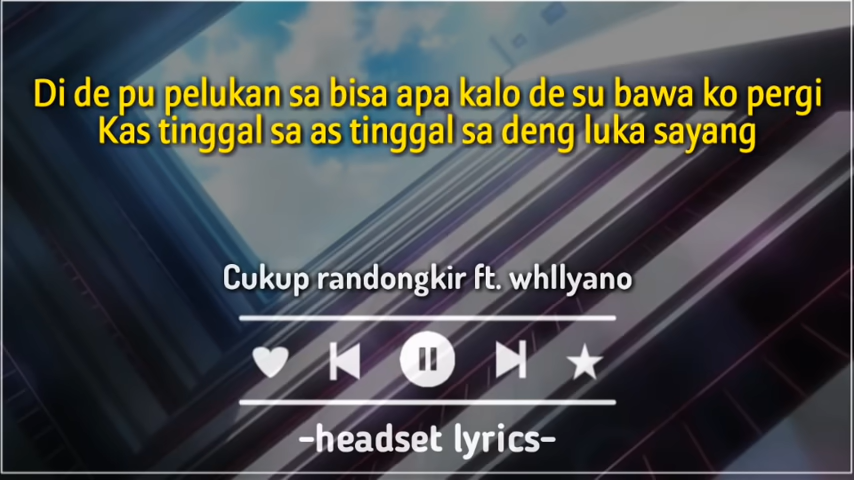 Di de pu pelukan sa bisa apa kalo de su bawa ko pergi
Kas tinggal sa as tinggal sa deng luka sayang
Cukup randongkir ft. whllyano
-headset lyrics-